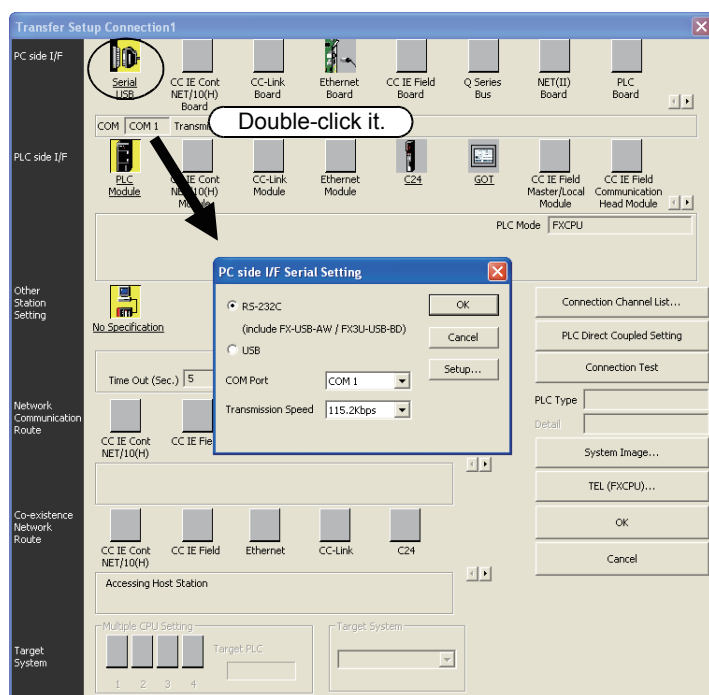 Transfer Setup Connection1
PC side I/F
Serial
USB
CC IE Cont
NET/10(H)
Board
CC-Link
Board
Ethernet
Board
CC IE Field
Board
Q Series
Bus
NET(II)
Board
PLC
Board
COM COM 1
Double-click it.
PLC side I/F
PLC
Module
CC IE Cont
NET/10(H)
Module
CC-Link
Module
Ethernet
Module
C24
GOT
CC IE Field
Master/Local
Module
CC IE Field
Communication
Head Module
PLC Mode FXCPU
PC side I/F Serial Setting
RS-232C
(include FX-USB-AW / FX3U-USB-BD)
USB
COM Port COM 1
Transmission Speed 115.2Kbps
OK
Cancel
Setup...
Other
Station
Setting
No Specification
Time Out (Sec.) 5
Connection Channel List...
PLC Direct Coupled Setting
Connection Test
PLC Type
Detail
System Image...
TEL (FXCPU)...
OK
Cancel
Network
Communication
Route
CC IE Cont
NET/10(H)
CC IE
Co-existence
Network
Route
CC IE Cont
NET/10(H)
CC IE Field
Ethernet
CC-Link
C24
Accessing Host Station
Target
System
Multiple CPU Setting
1 2 3 4
Target PLC
Target System